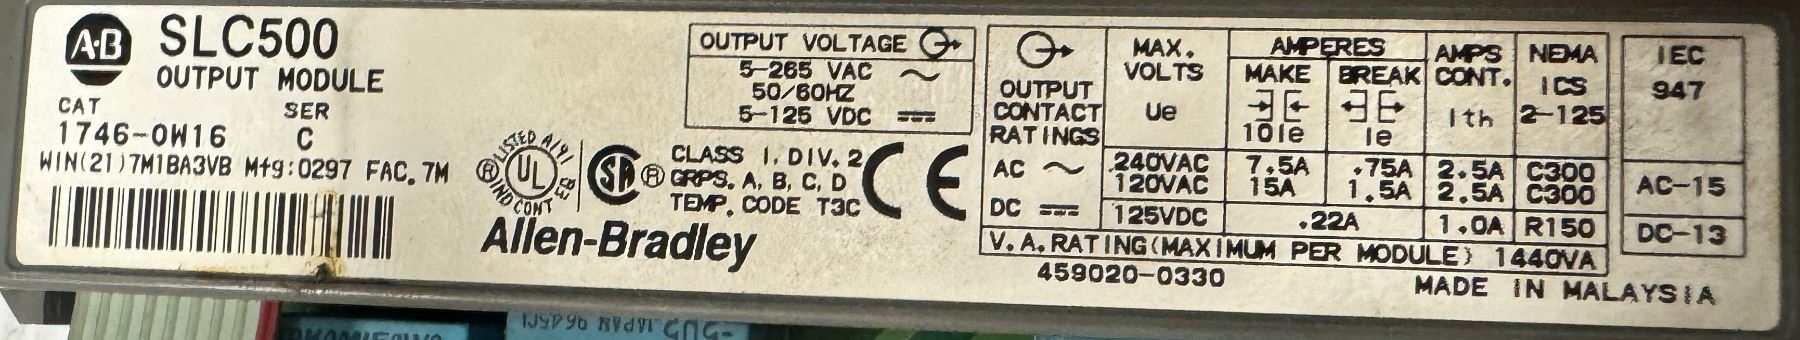 A·B SLC500
OUTPUT MODULE
CAT SER
1746-OW16 C
WIN(21)7M1BA3VB Mfg:0297 FAC. 7M
LISTED
UL
IND CONT
SA
CLASS I, DIV. 2
GRPS. A, B, C, D
TEMP. CODE T3C
CE
Allen-Bradley
OUTPUT VOLTAGE
5-265 VAC
50/60HZ
5-125 VDC
OUTPUT CONTACT RATINGS MAX. VOLTS Ue AMPERES MAKE 10Ie BREAK Ie AMPS CONT. Ith NEMA ICS 2-125 IEC 947
AC 240VAC 7.5A .75A 2.5A C300 AC-15
120VAC 15A 1.5A 2.5A C300
DC 125VDC .22A 1.0A R150 DC-13
V.A.RATING(MAXIMUM PER MODULE) 1440VA
459020-0330
MADE IN MALAYSIA